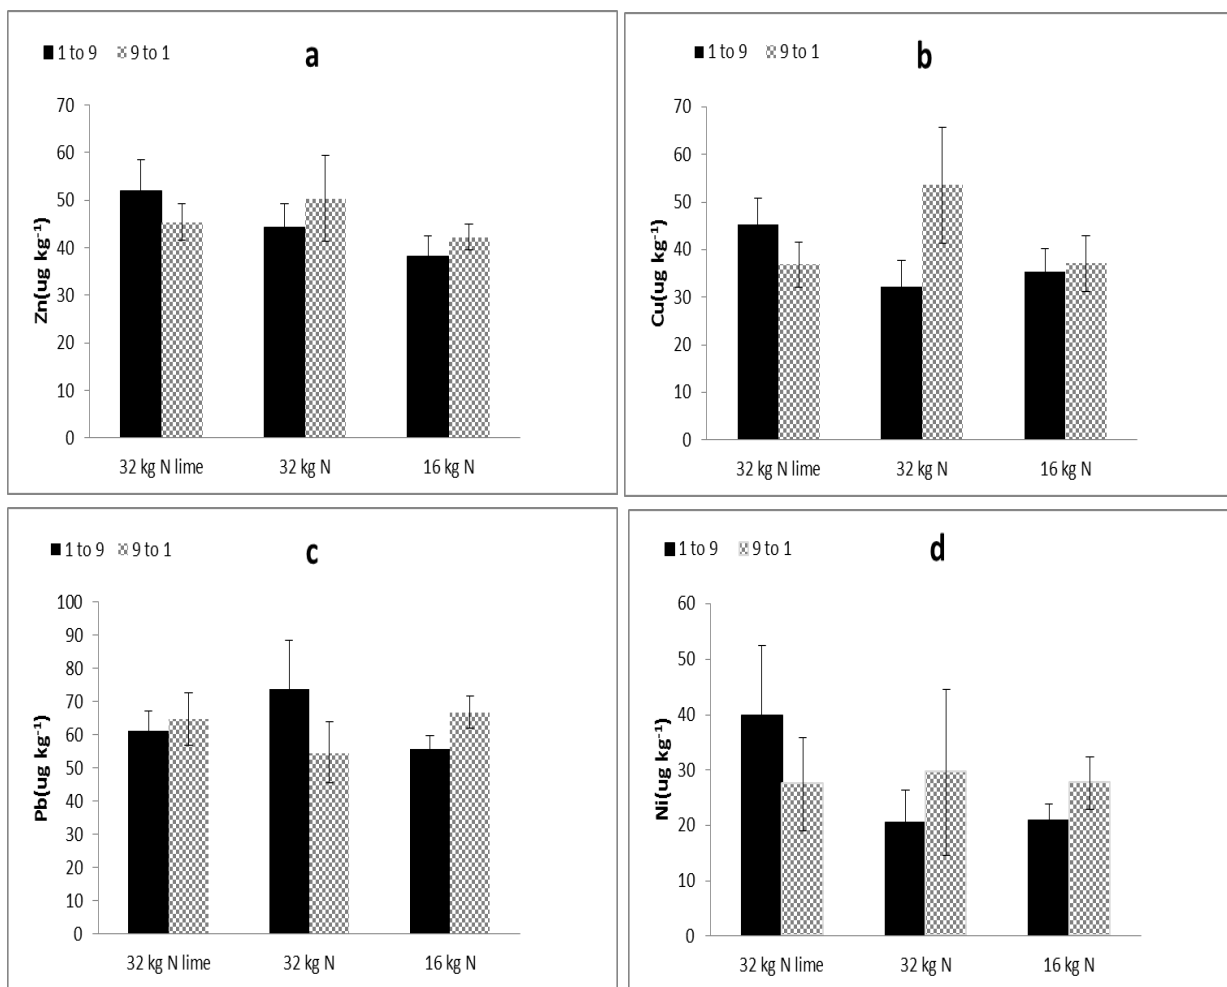 a
1 to 9 9 to 1
70
60
50
40
30
20
10
0
Zn(ug kg⁻¹)
32 kg N lime 32 kg N 16 kg N
b
1 to 9 9 to 1
70
60
50
40
30
20
10
0
Cu(ug kg⁻¹)
32 kg N lime 32 kg N 16 kg N
c
1 to 9 9 to 1
100
90
80
70
60
50
40
30
20
10
0
Pb(ug kg⁻¹)
32 kg N lime 32 kg N 16 kg N
d
1 to 9 9 to 1
60
50
40
30
20
10
0
Ni(ug kg⁻¹)
32 kg N lime 32 kg N 16 kg N